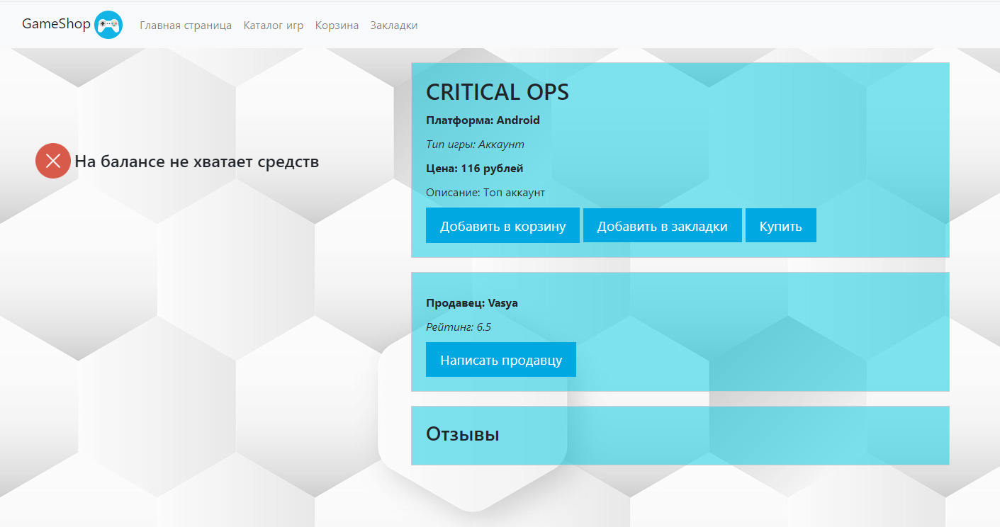 GameShop Главная страница Каталог игр Корзина Закладки
На балансе не хватает средств
CRITICAL OPS
Платформа: Android
Тип игры: Аккаунт
Цена: 116 рублей
Описание: Топ аккаунт
Добавить в корзину Добавить в закладки Купить
Продавец: Vasya
Рейтинг: 6.5
Написать продавцу
Отзывы